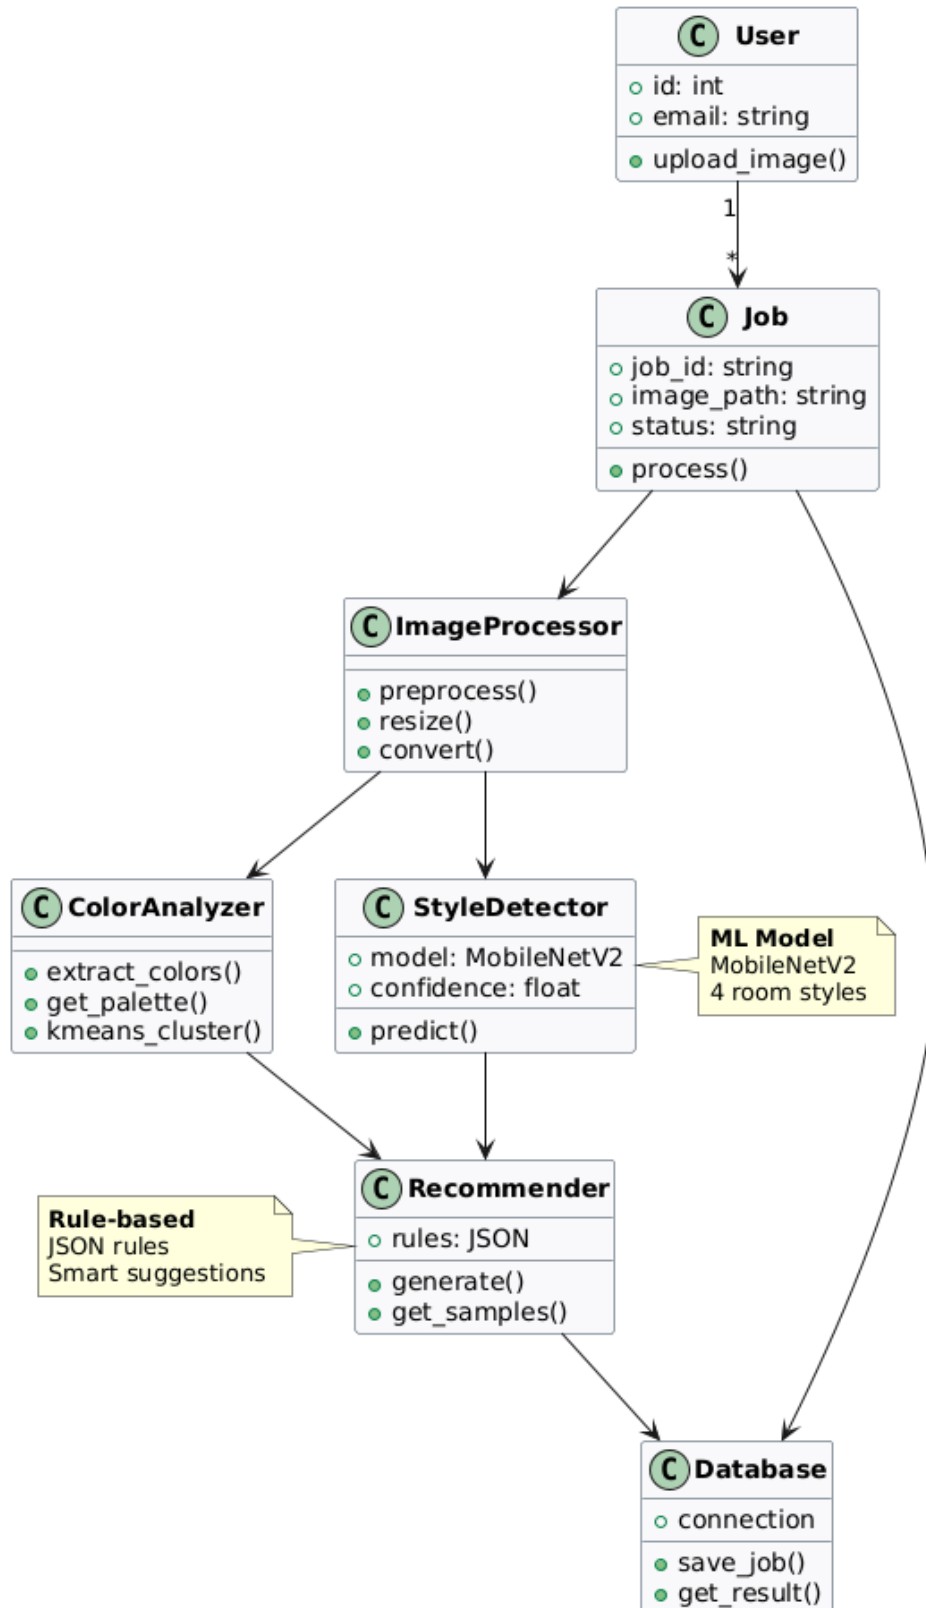 C User
id: int
email: string
upload_image()
1
*
C Job
job_id: string
image_path: string
status: string
process()
C ImageProcessor
preprocess()
resize()
convert()
C ColorAnalyzer
extract_colors()
get_palette()
kmeans_cluster()
C StyleDetector
model: MobileNetV2
confidence: float
predict()
ML Model
MobileNetV2
4 room styles
Rule-based
JSON rules
Smart suggestions
C Recommender
rules: JSON
generate()
get_samples()
C Database
connection
save_job()
get_result()